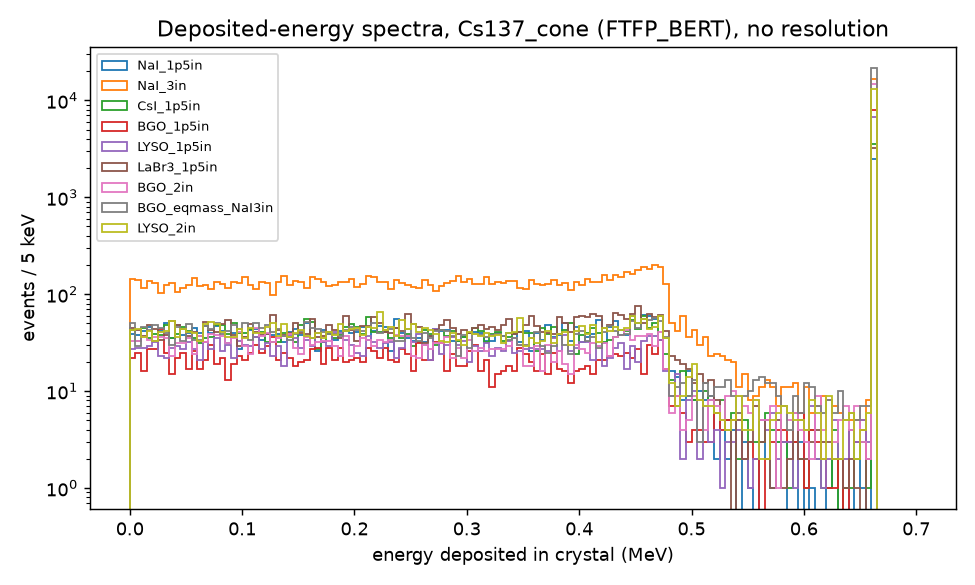 Deposited-energy spectra, Cs137_cone (FTFP_BERT), no resolution
NaI_1p5in
NaI_3in
CsI_1p5in
BGO_1p5in
LYSO_1p5in
LaBr3_1p5in
BGO_2in
BGO_eqmass_NaI3in
LYSO_2in
events / 5 keV
10⁴
10³
10²
10¹
10⁰
0.0 0.1 0.2 0.3 0.4 0.5 0.6 0.7
energy deposited in crystal (MeV)